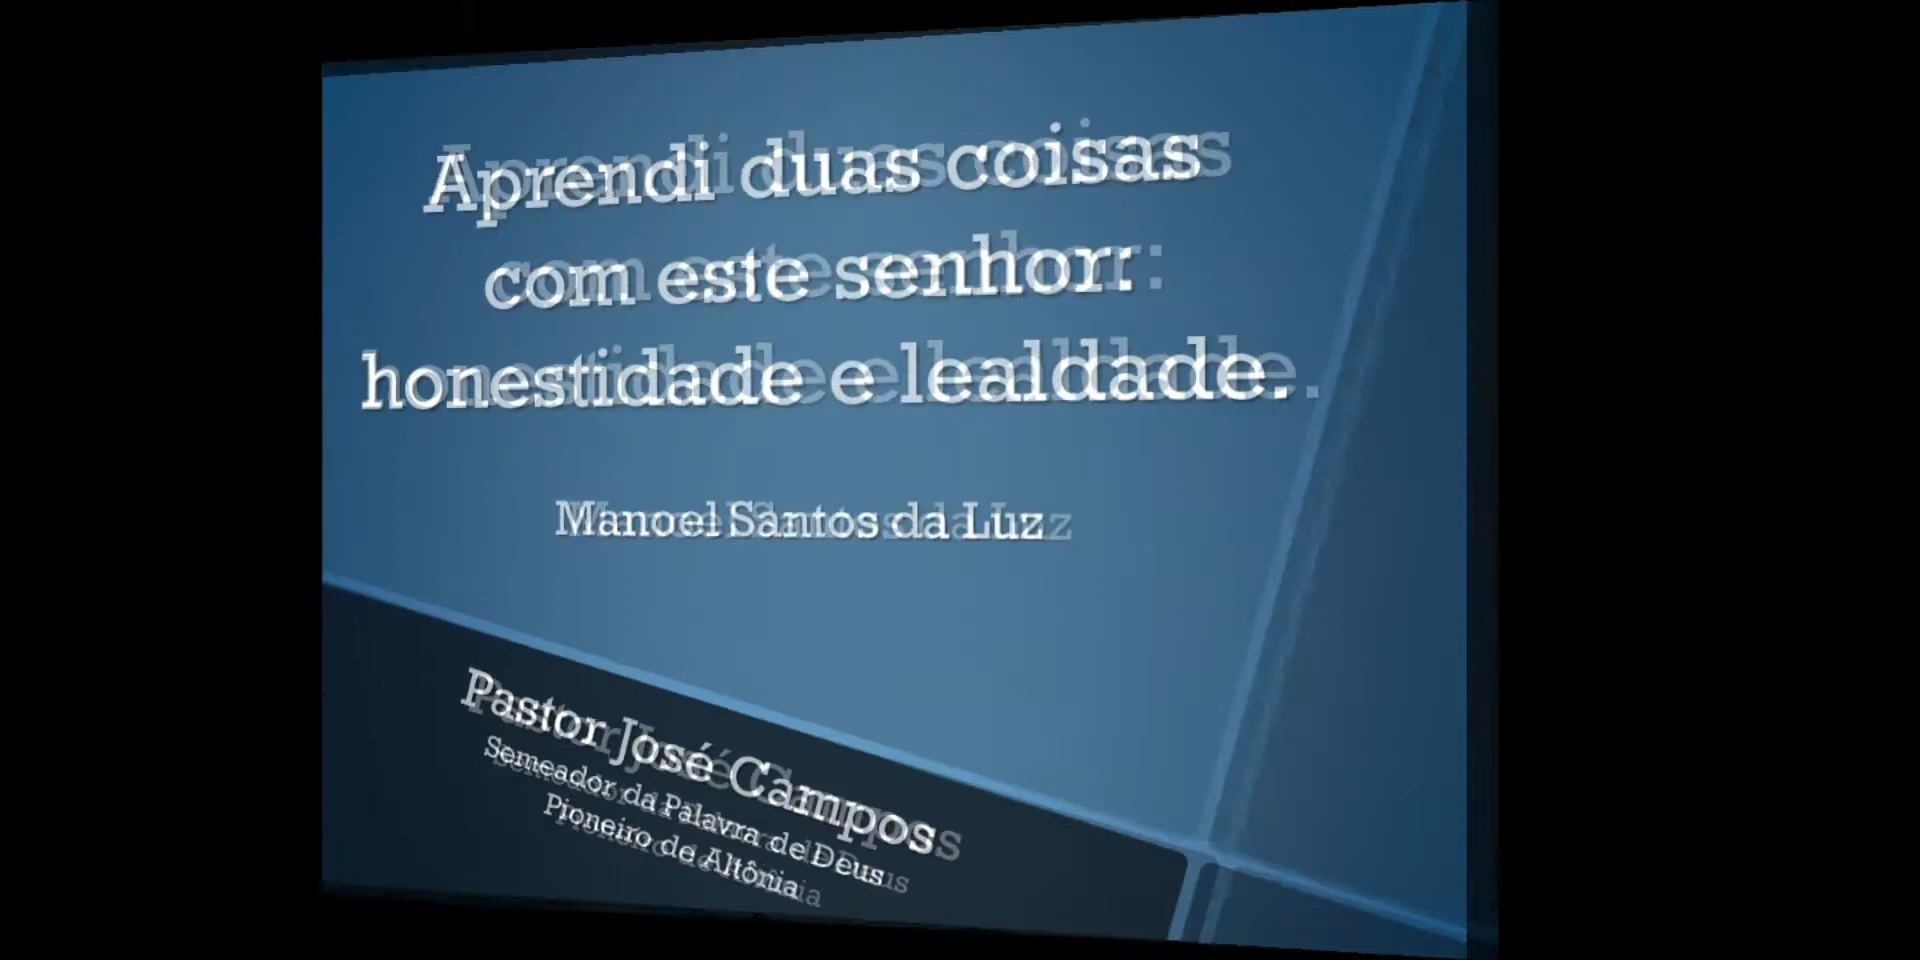 Aprendi duas coisas
com este senhor:
honestidade e lealdade.
Manoel Santos da Luz
Pastor José Campos
Semeador da Palavra de Deus
Pioneiro de Altônia